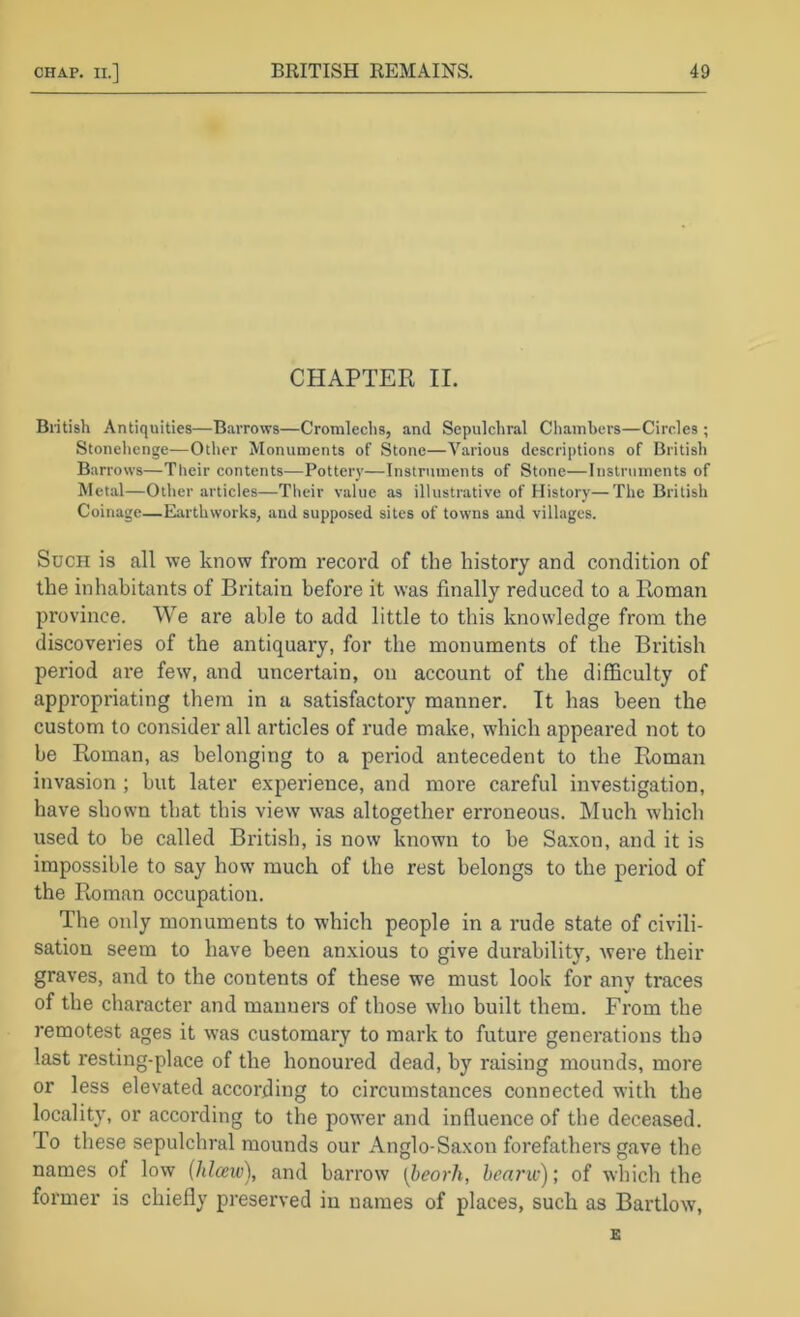 CHAP. II.] BRITISH REMAINS. 49
CHAPTER II.
British Antiquities—Barrows—Cromlechs, and Sepulchral Chambers—Circles ;
Stonehenge—Other Monuments of Stone—Various descriptions of British
Barrows—Their contents—Pottery—Instruments of Stone—Instruments of
Metal—Other articles—Their value as illustrative of History—The British
Coinage—Earthworks, and supposed sites of towns and villages.
Such is all we know from record of the history and condition of
the inhabitants of Britain before it was finally reduced to a Roman
province. We are able to add little to this knowledge from the
discoveries of the antiquary, for the monuments of the British
period are few, and uncertain, on account of the difficulty of
appropriating them in a satisfactory manner. It has been the
custom to consider all articles of rude make, which appeared not to
be Roman, as belonging to a period antecedent to the Roman
invasion ; but later experience, and more careful investigation,
have shown that this view was altogether erroneous. Much which
used to be called British, is now known to be Saxon, and it is
impossible to say how much of the rest belongs to the period of
the Roman occupation.
The only monuments to which people in a rude state of civili-
sation seem to have been anxious to give durability, were their
graves, and to the contents of these we must look for any traces
of the character and manners of those who built them. From the
remotest ages it was customary to mark to future generations the
last resting-place of the honoured dead, by raising mounds, more
or less elevated according to circumstances connected with the
locality, or according to the power and influence of the deceased.
To these sepulchral mounds our Anglo-Saxon forefathers gave the
names of low (hlœw), and barrow (beorh, bearw); of which the
former is chiefly preserved in names of places, such as Bartlow,
E